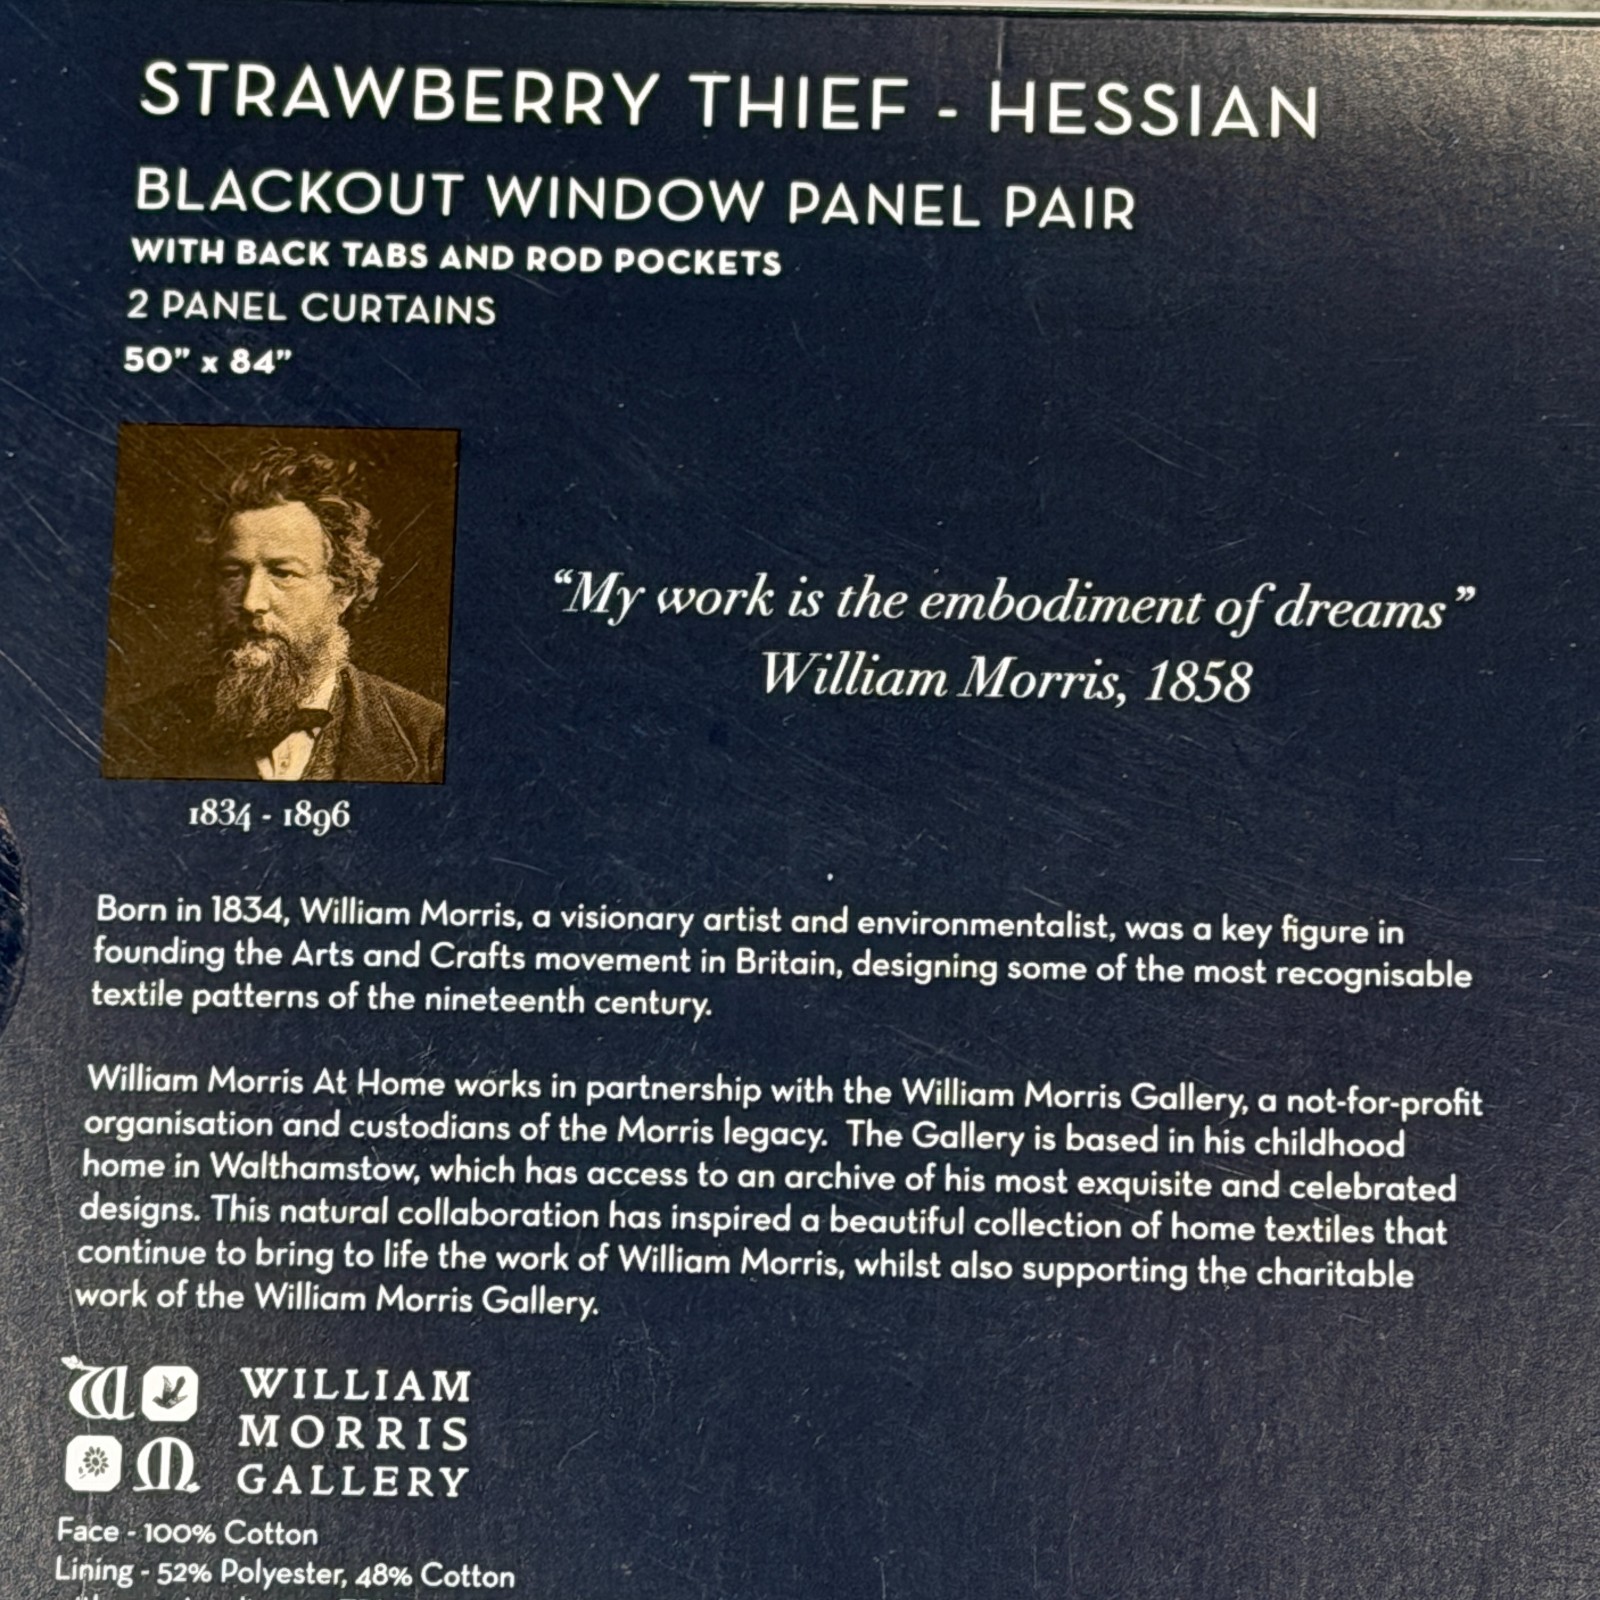 STRAWBERRY THIEF - HESSIAN
BLACKOUT WINDOW PANEL PAIR
WITH BACK TABS AND ROD POCKETS
2 PANEL CURTAINS
50” x 84”
“My work is the embodiment of dreams”
William Morris, 1858
1834 - 1896
Born in 1834, William Morris, a visionary artist and environmentalist, was a key figure in
founding the Arts and Crafts movement in Britain, designing some of the most recognisable
textile patterns of the nineteenth century.
William Morris At Home works in partnership with the William Morris Gallery, a not-for-profit
organisation and custodians of the Morris legacy. The Gallery is based in his childhood
home in Walthamstow, which has access to an archive of his most exquisite and celebrated
designs. This natural collaboration has inspired a beautiful collection of home textiles that
continue to bring to life the work of William Morris, whilst also supporting the charitable
work of the William Morris Gallery.
W
M
WILLIAM
MORRIS
GALLERY
Face - 100% Cotton
Lining - 52% Polyester, 48% Cotton